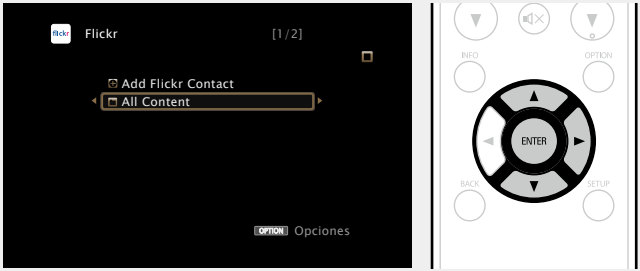 flickr
Flickr
[1/2]
Add Flickr Contact
All Content
OPTION Opciones
INFO
OPTION
ENTER
BACK
SETUP